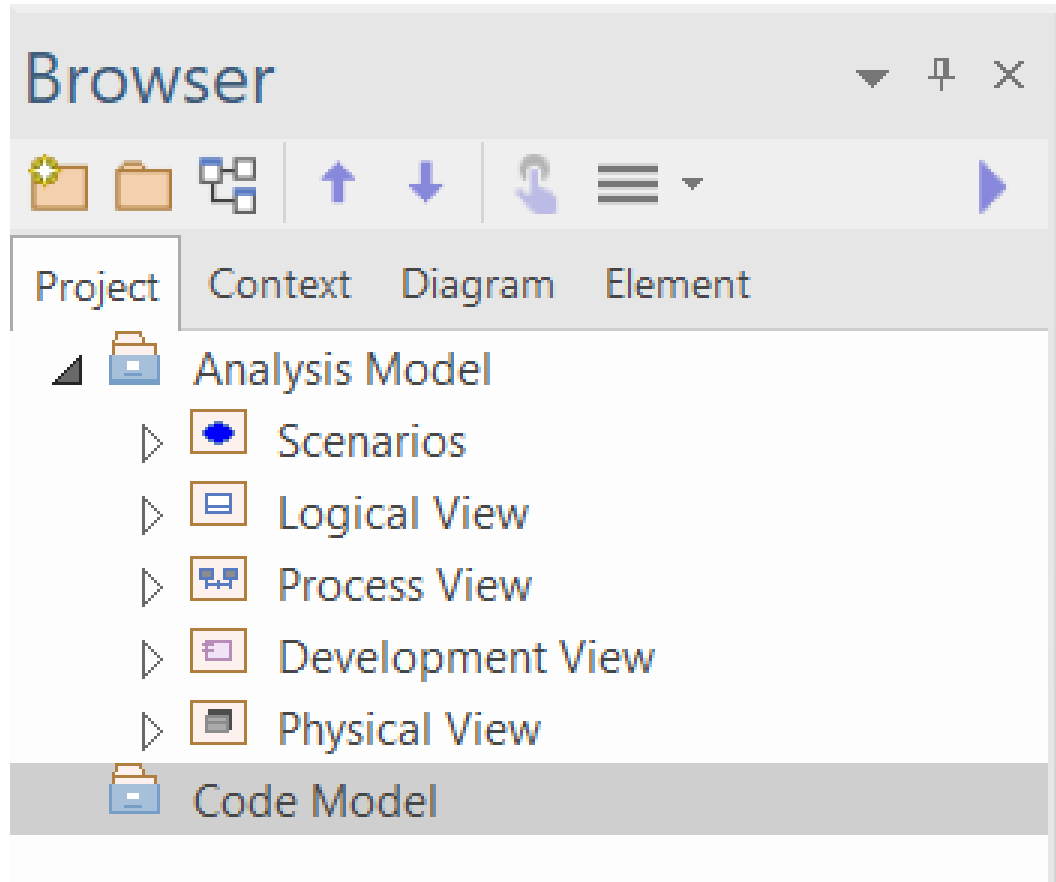 Browser
Project Context Diagram Element
Analysis Model
Scenarios
Logical View
Process View
Development View
Physical View
Code Model